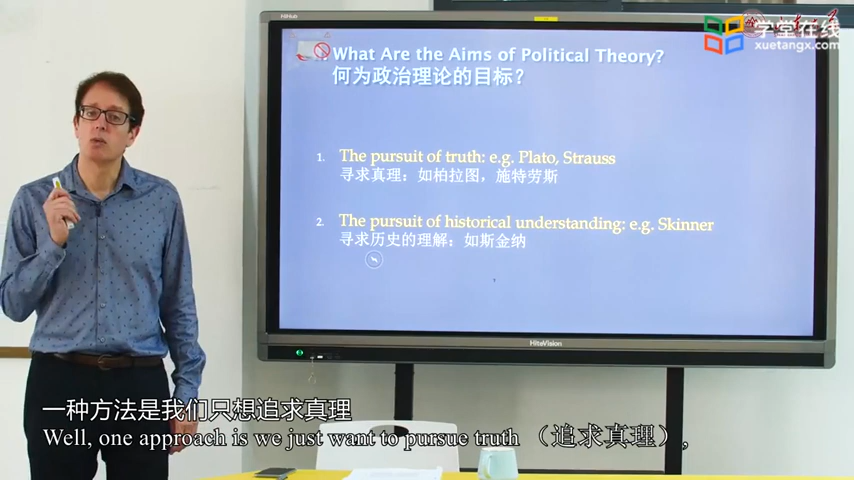 HiteVision
学堂在线
xuetangx.com
What Are the Aims of Political Theory?
何为政治理论的目标？
1. The pursuit of truth: e.g. Plato, Strauss
寻求真理：如柏拉图，施特劳斯
2. The pursuit of historical understanding: e.g. Skinner
寻求历史的理解：如斯金纳
一种方法是我们只想追求真理
Well, one approach is we just want to pursue truth （追求真理）,